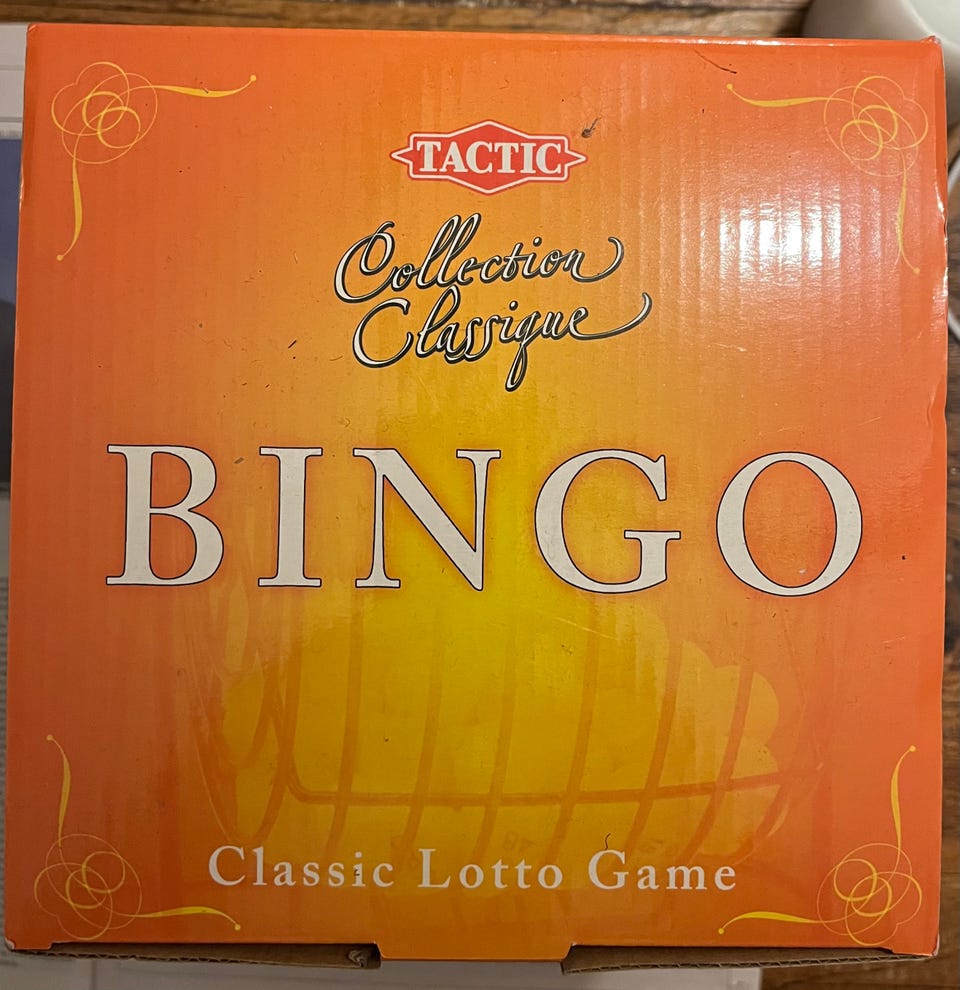 TACTIC
Collection
Classique
BINGO
Classic Lotto Game